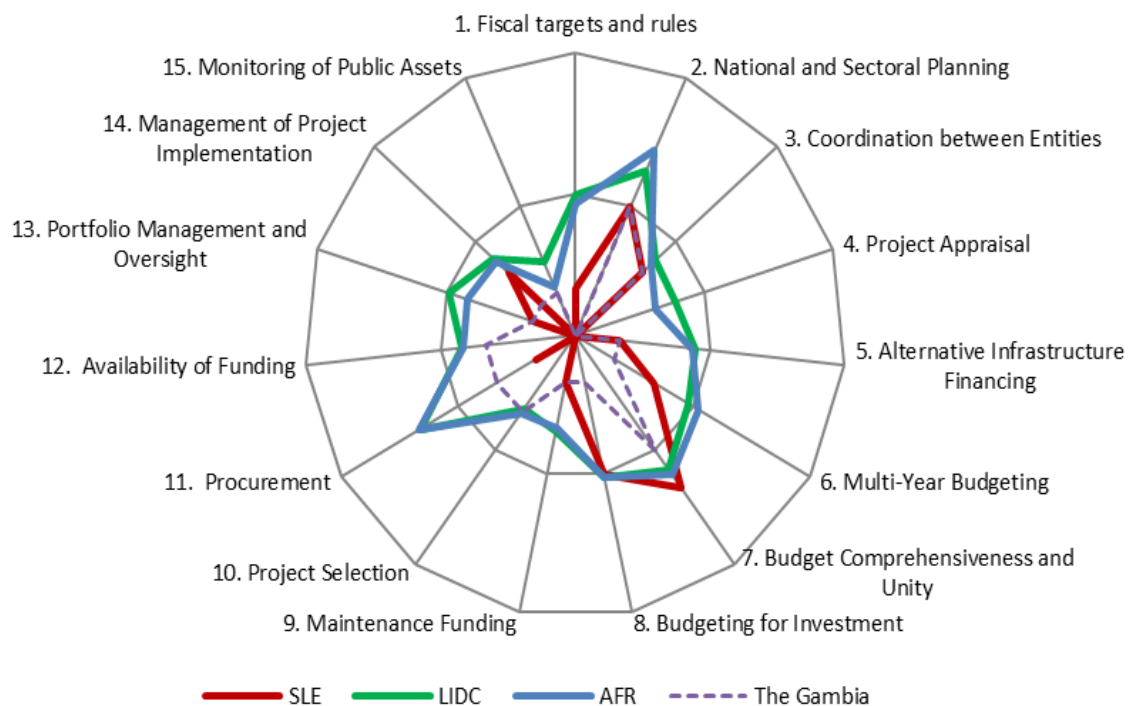 1. Fiscal targets and rules
2. National and Sectoral Planning
3. Coordination between Entities
4. Project Appraisal
5. Alternative Infrastructure
Financing
6. Multi-Year Budgeting
7. Budget Comprehensiveness and
Unity
8. Budgeting for Investment
9. Maintenance Funding
10. Project Selection
11. Procurement
12. Availability of Funding
13. Portfolio Management and
Oversight
14. Management of Project
Implementation
15. Monitoring of Public Assets
SLE
LIDC
AFR
The Gambia